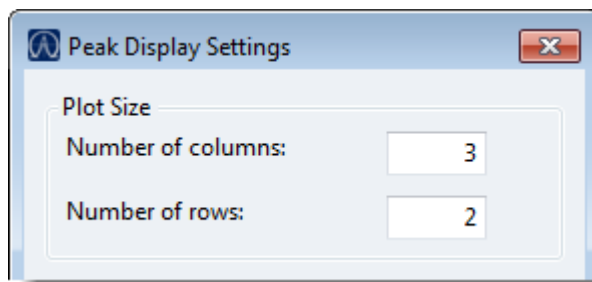 Peak Display Settings
Plot Size
Number of columns: 3
Number of rows: 2